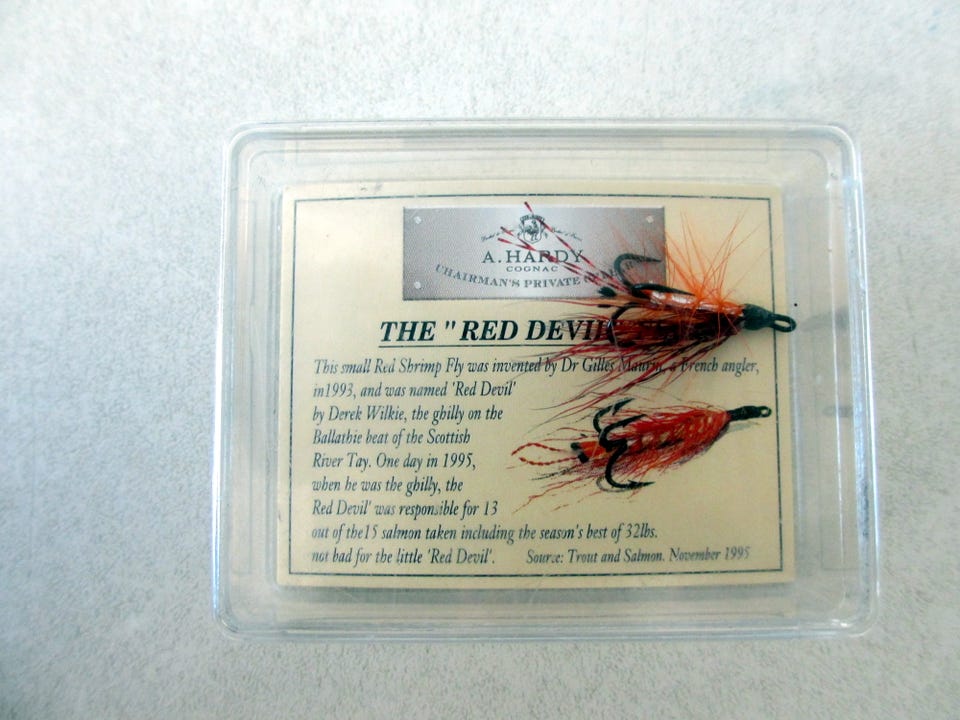 A. HARDY
COGNAC
CHAIRMAN'S PRIVATE
THE "RED DEVIL
This small Red Shrimp Fly was invented by Dr Gilles Maurin, a French angler,
in1993, and was named 'Red Devil'
by Derek Wilkie, the ghilly on the
Ballathie beat of the Scottish
River Tay. One day in 1995,
when he was the ghilly, the
Red Devil' was responsible for 13
out of the15 salmon taken including the season's best of 32lbs.
not bad for the little 'Red Devil'. Source: Trout and Salmon. November 1995